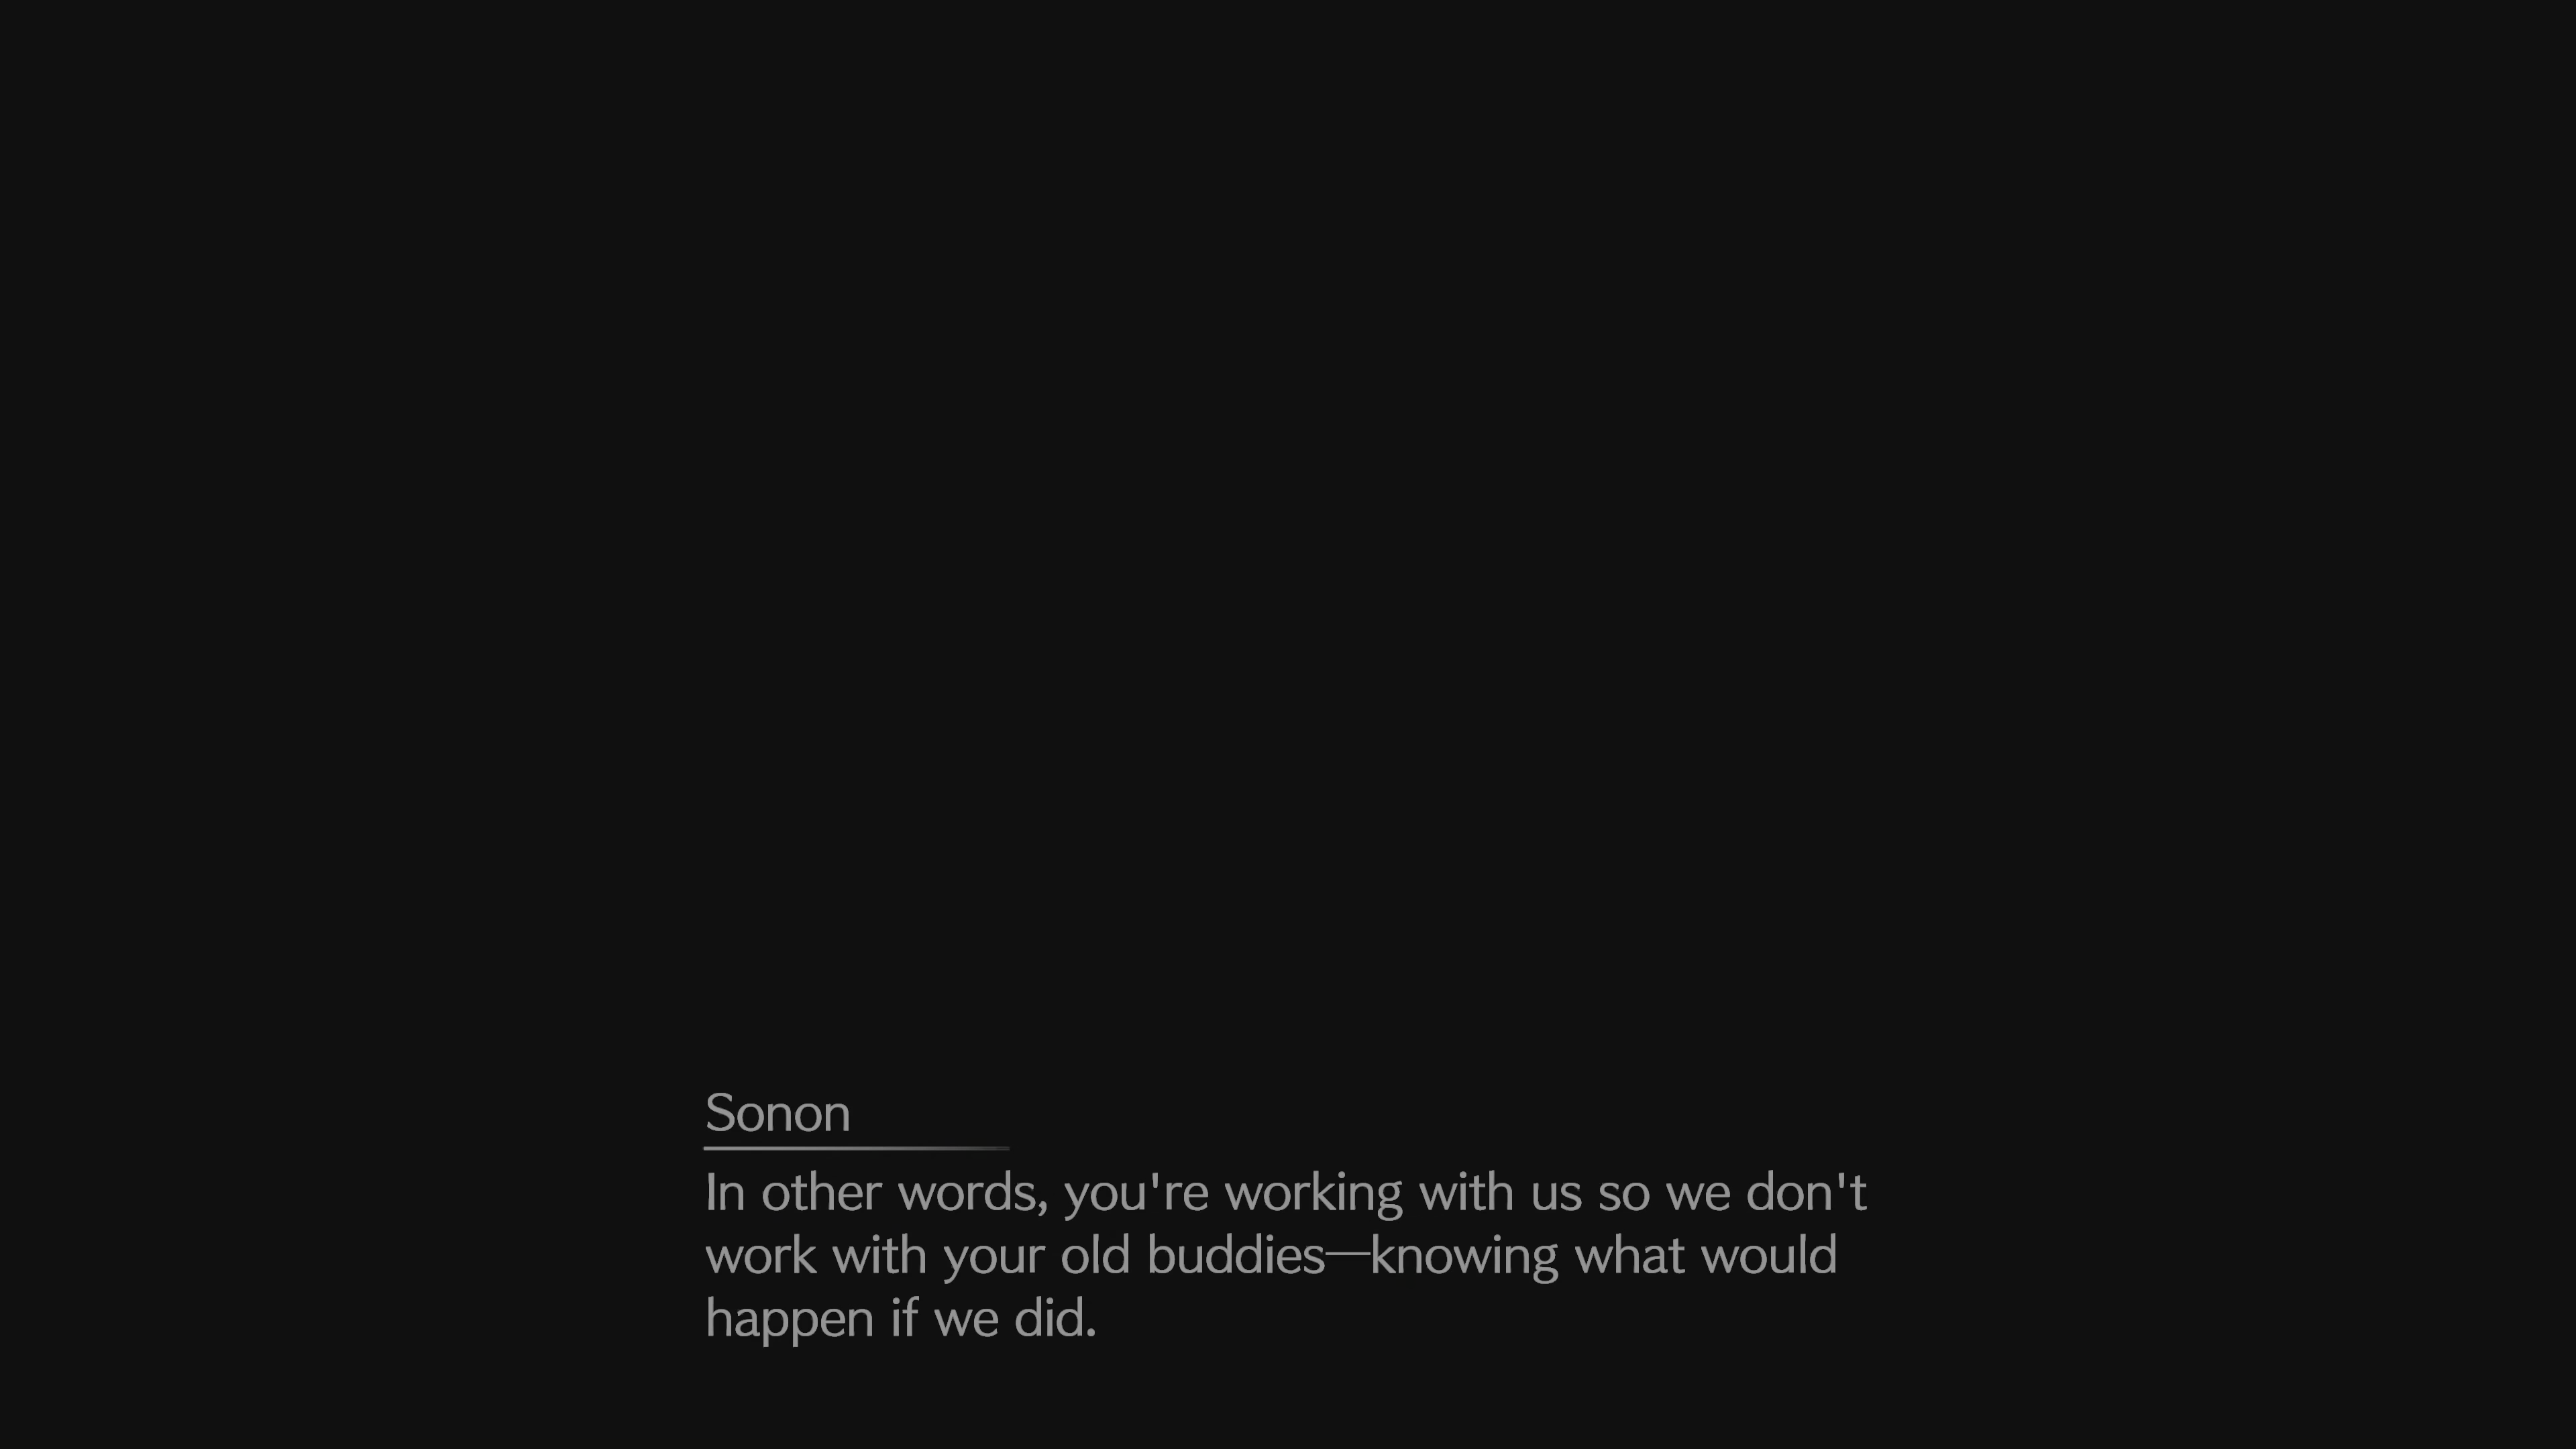 Sonon
In other words, you're working with us so we don't
work with your old buddies—knowing what would
happen if we did.